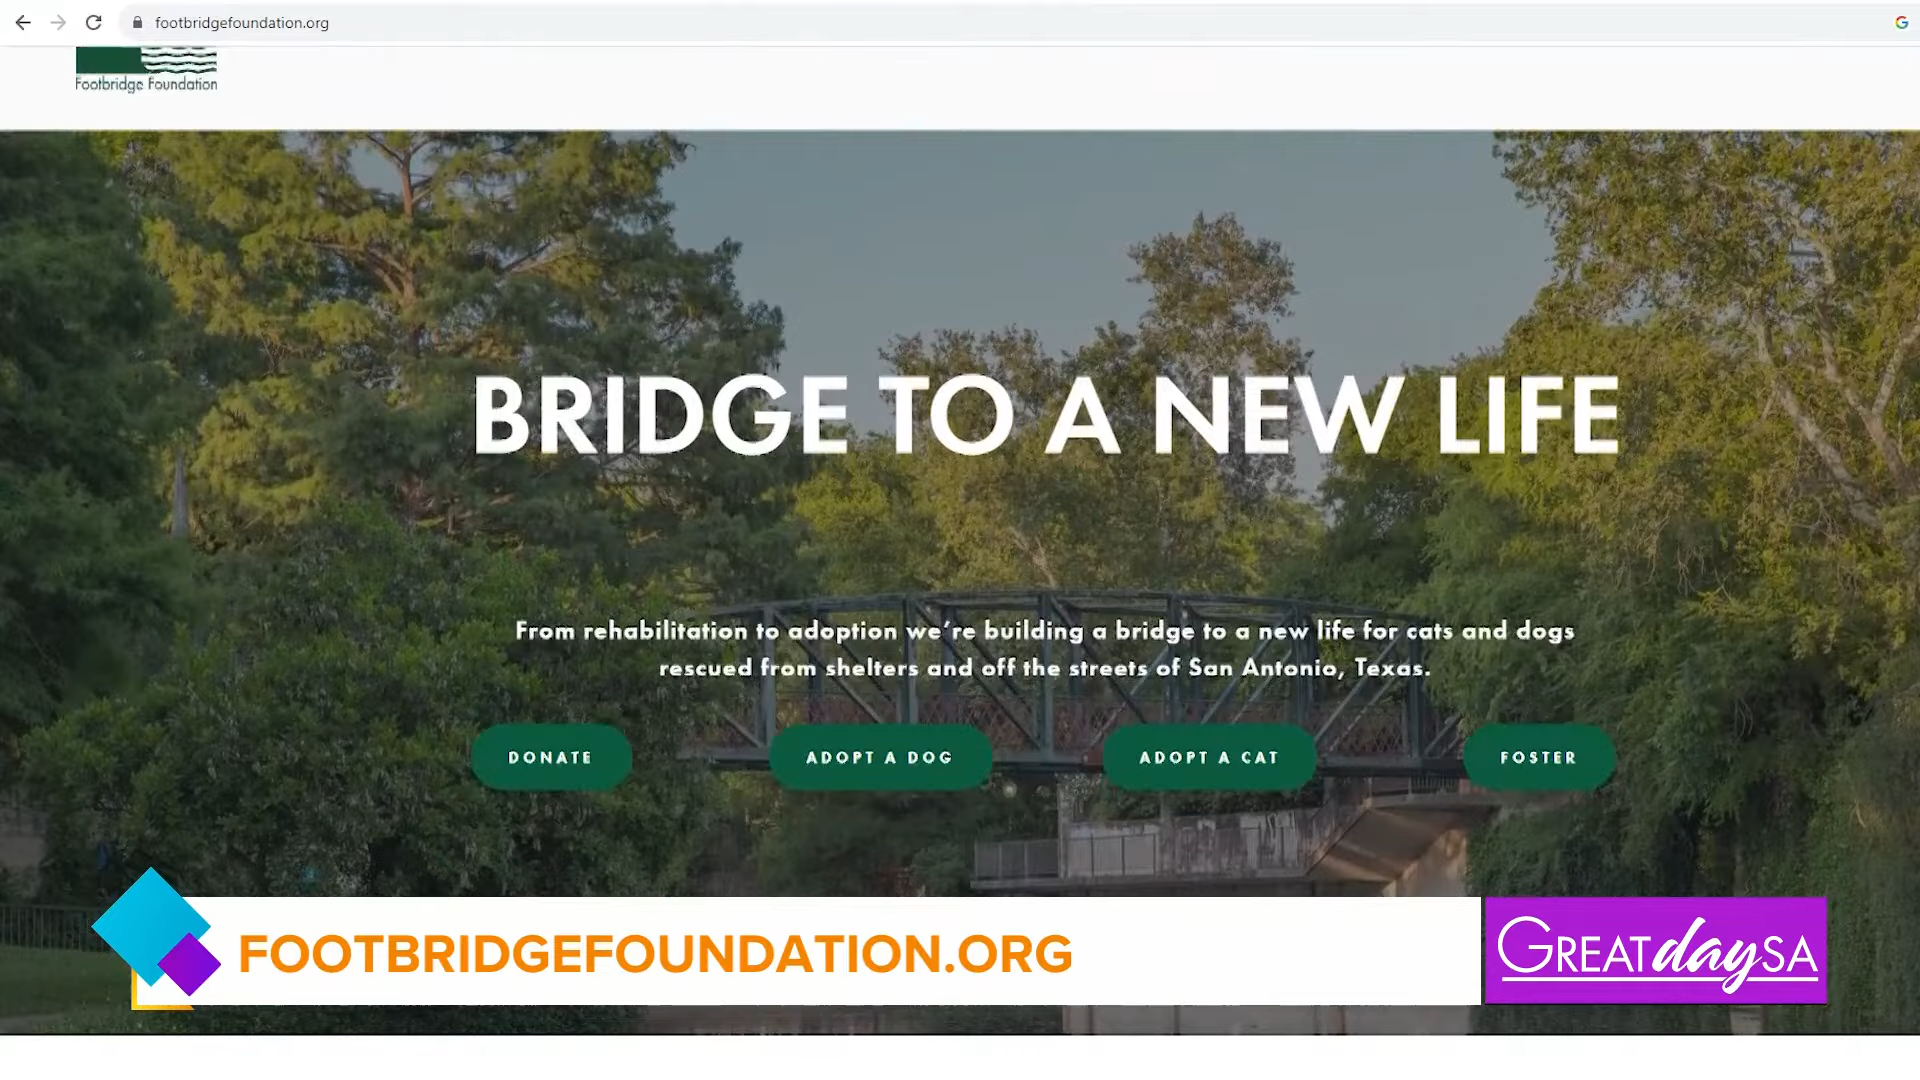 footbridgefoundation.org
Footbridge Foundation
BRIDGE TO A NEW LIFE
From rehabilitation to adoption we're building a bridge to a new life for cats and dogs
rescued from shelters and off the streets of San Antonio, Texas.
DONATE
ADOPT A DOG
ADOPT A CAT
FOSTER
FOOTBRIDGEFOUNDATION.ORG
GREATdaySA